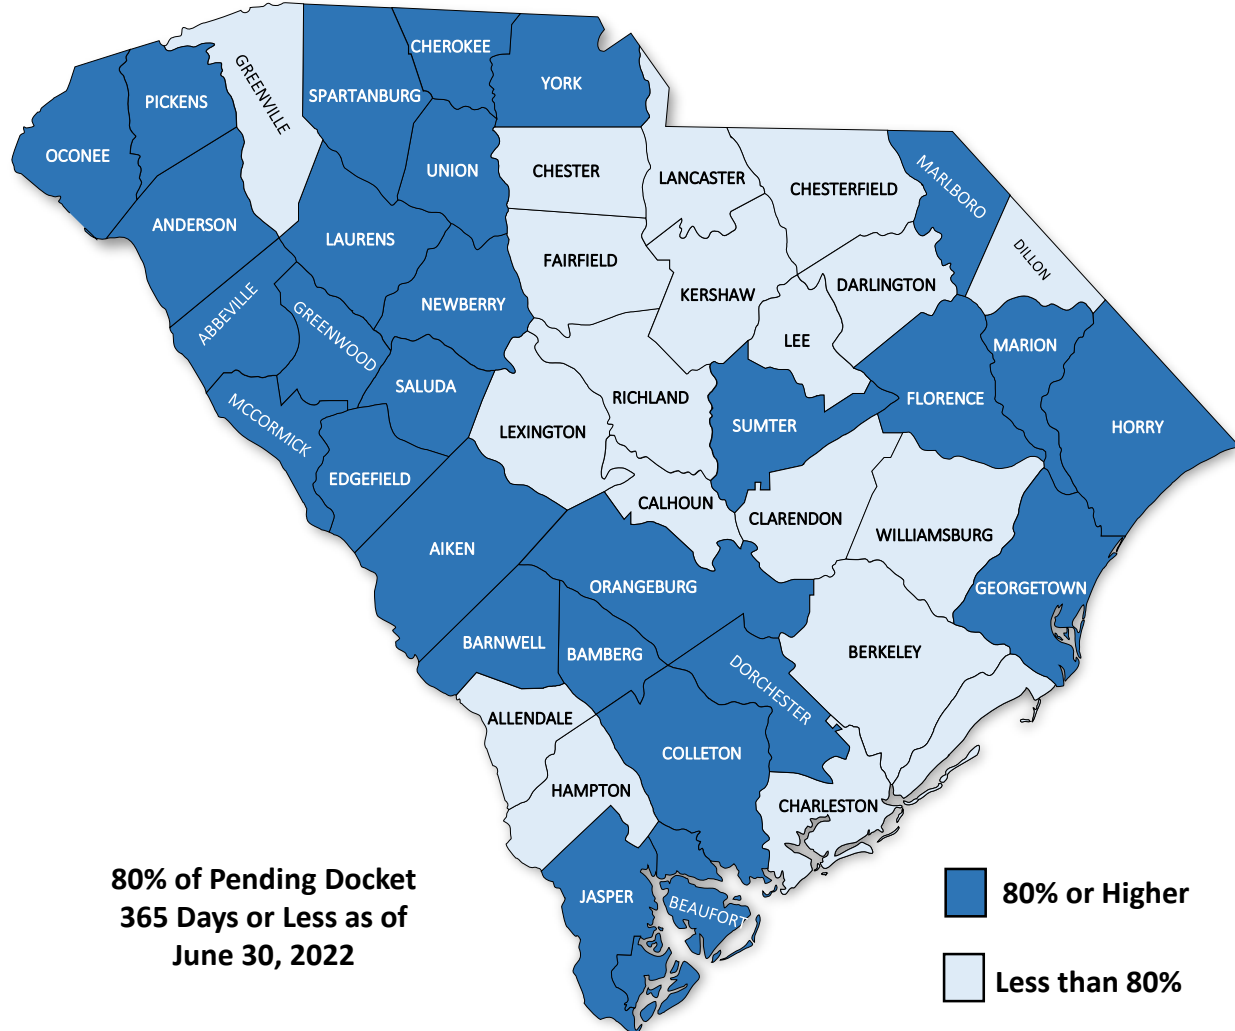 CHEROKEE
YORK
GREENVILLE
SPARTANBURG
PICKENS
OCONEE
UNION
CHESTER
LANCASTER
CHESTERFIELD
MARLBORO
ANDERSON
LAURENS
FAIRFIELD
DILLON
KERSHAW
DARLINGTON
NEWBERRY
ABBEVILLE
GREENWOOD
LEE
MARION
SALUDA
RICHLAND
FLORENCE
MCCORMICK
LEXINGTON
SUMTER
HORRY
EDGEFIELD
CALHOUN
CLARENDON
WILLIAMSBURG
AIKEN
ORANGEBURG
GEORGETOWN
BARNWELL
BAMBERG
BERKELEY
DORCHESTER
ALLENDALE
COLLETON
HAMPTON
CHARLESTON
JASPER
BEAUFORT
80% of Pending Docket
365 Days or Less as of
June 30, 2022
80% or Higher
Less than 80%